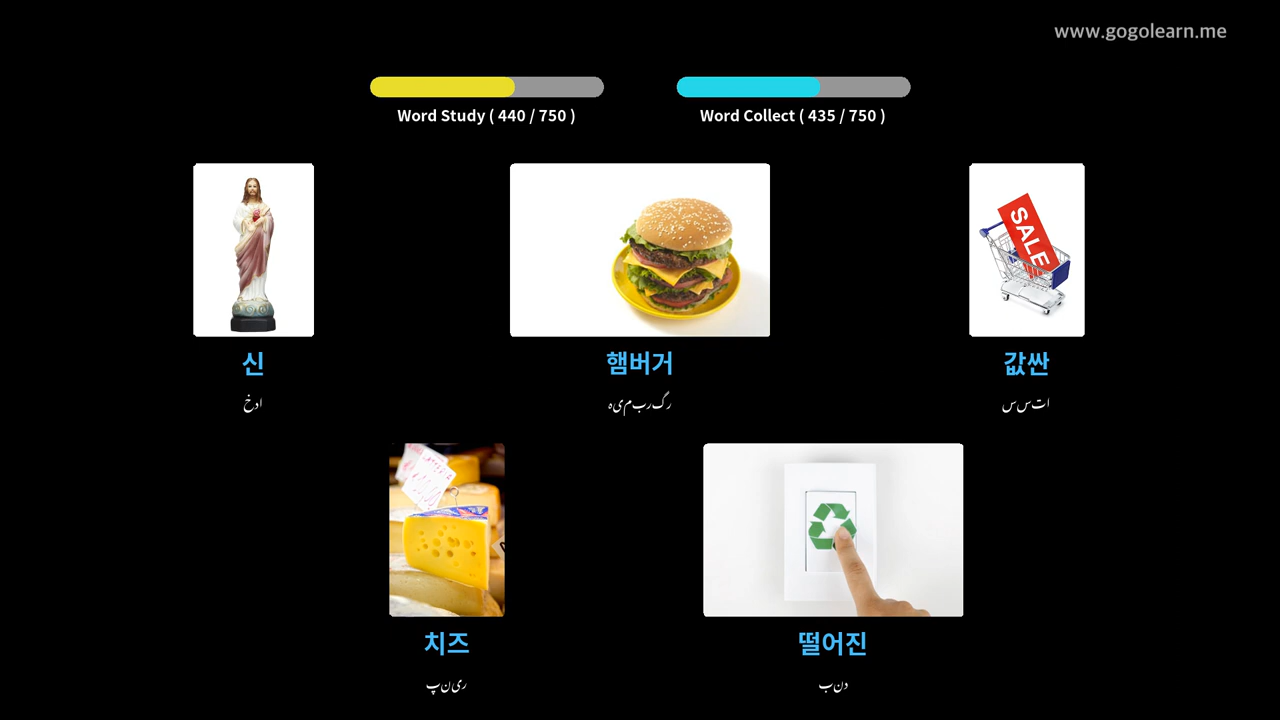 www.gogolearn.me
Word Study ( 440 / 750 )
Word Collect ( 435 / 750 )
신
햄버거
값싼
ادخ
رگربمیہ
اتسس
SALE
치즈
떨어진
رینپ
دنب